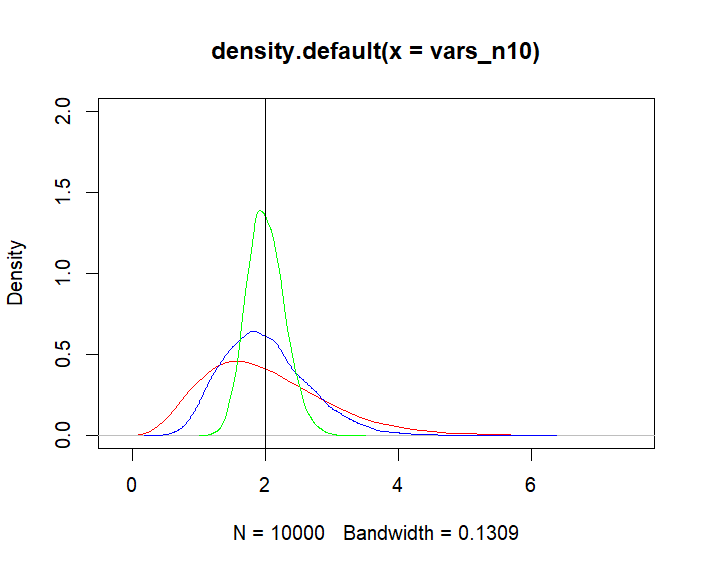 density.default(x = vars_n10)
Density
2.0
1.5
1.0
0.5
0.0
0 2 4 6
N = 10000 Bandwidth = 0.1309